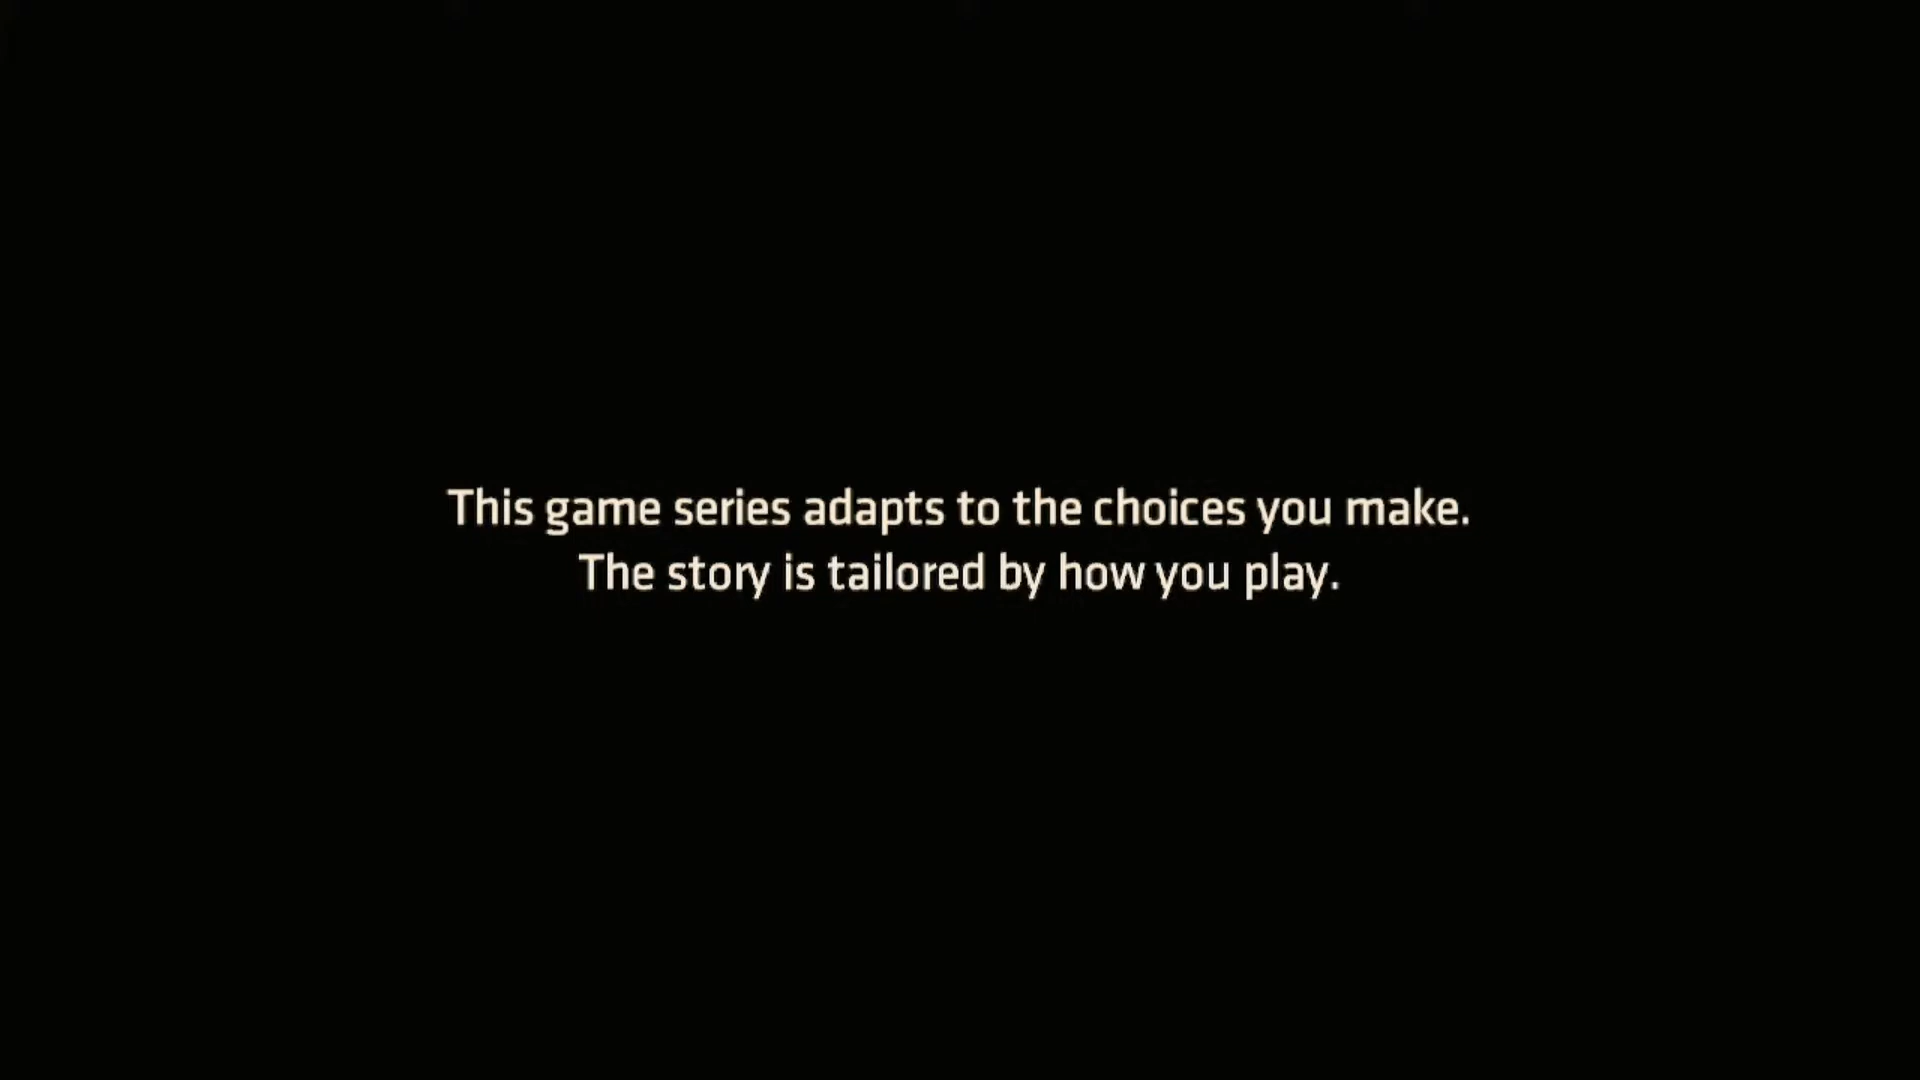 This game series adapts to the choices you make.
The story is tailored by how you play.